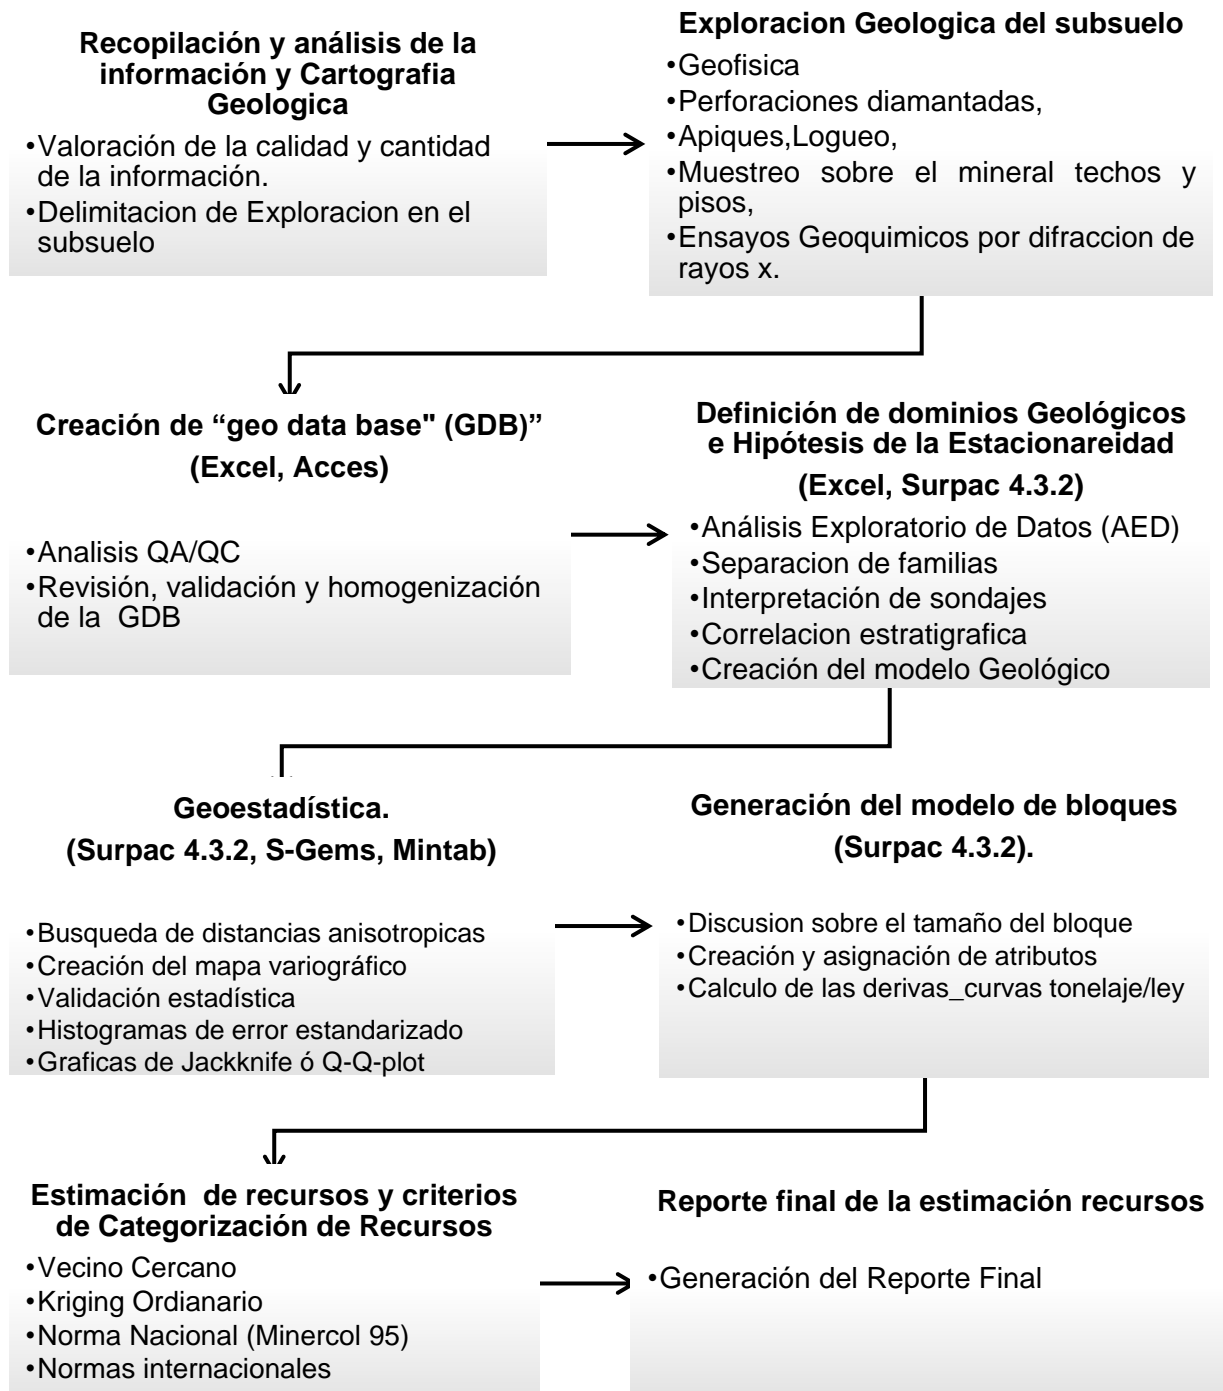 Recopilación y análisis de la
información y Cartografia
Geologica
•Valoración de la calidad y cantidad
de la información.
•Delimitacion de Exploracion en el
subsuelo
Exploracion Geologica del subsuelo
•Geofisica
•Perforaciones diamantadas,
•Apiques,Logueo,
•Muestreo sobre el mineral techos y
pisos,
•Ensayos Geoquimicos por difraccion de
rayos x.
Creación de “geo data base" (GDB)”
(Excel, Acces)
•Analisis QA/QC
•Revisión, validación y homogenización
de la GDB
Definición de dominios Geológicos
e Hipótesis de la Estacionareidad
(Excel, Surpac 4.3.2)
•Análisis Exploratorio de Datos (AED)
•Separacion de familias
•Interpretación de sondajes
•Correlacion estratigrafica
•Creación del modelo Geológico
Geoestadística.
(Surpac 4.3.2, S-Gems, Mintab)
•Busqueda de distancias anisotropicas
•Creación del mapa variográfico
•Validación estadística
•Histogramas de error estandarizado
•Graficas de Jackknife ó Q-Q-plot
Generación del modelo de bloques
(Surpac 4.3.2).
•Discusion sobre el tamaño del bloque
•Creación y asignación de atributos
•Calculo de las derivas_curvas tonelaje/ley
Estimación de recursos y criterios
de Categorización de Recursos
•Vecino Cercano
•Kriging Ordianario
•Norma Nacional (Minercol 95)
•Normas internacionales
Reporte final de la estimación recursos
•Generación del Reporte Final